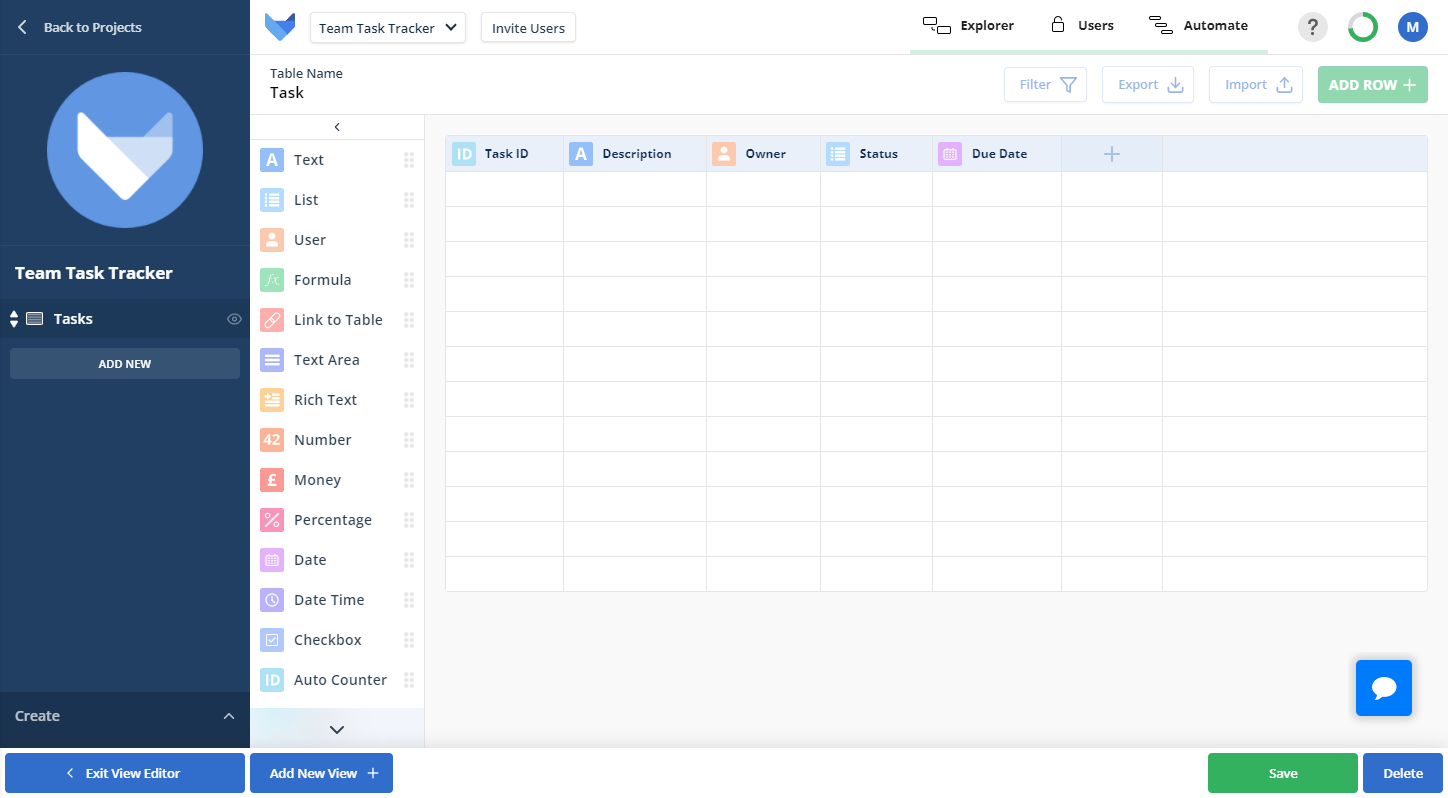 Back to Projects
Team Task Tracker
Invite Users
Explorer
Users
Automate
?
M
Table Name
Task
Filter
Export
Import
ADD ROW
Team Task Tracker
Tasks
ADD NEW
Create
A Text
List
User
fx Formula
Link to Table
Text Area
Rich Text
42 Number
£ Money
% Percentage
Date
Date Time
Checkbox
ID Auto Counter
ID Task ID
A Description
Owner
Status
Due Date
Exit View Editor
Add New View
Save
Delete